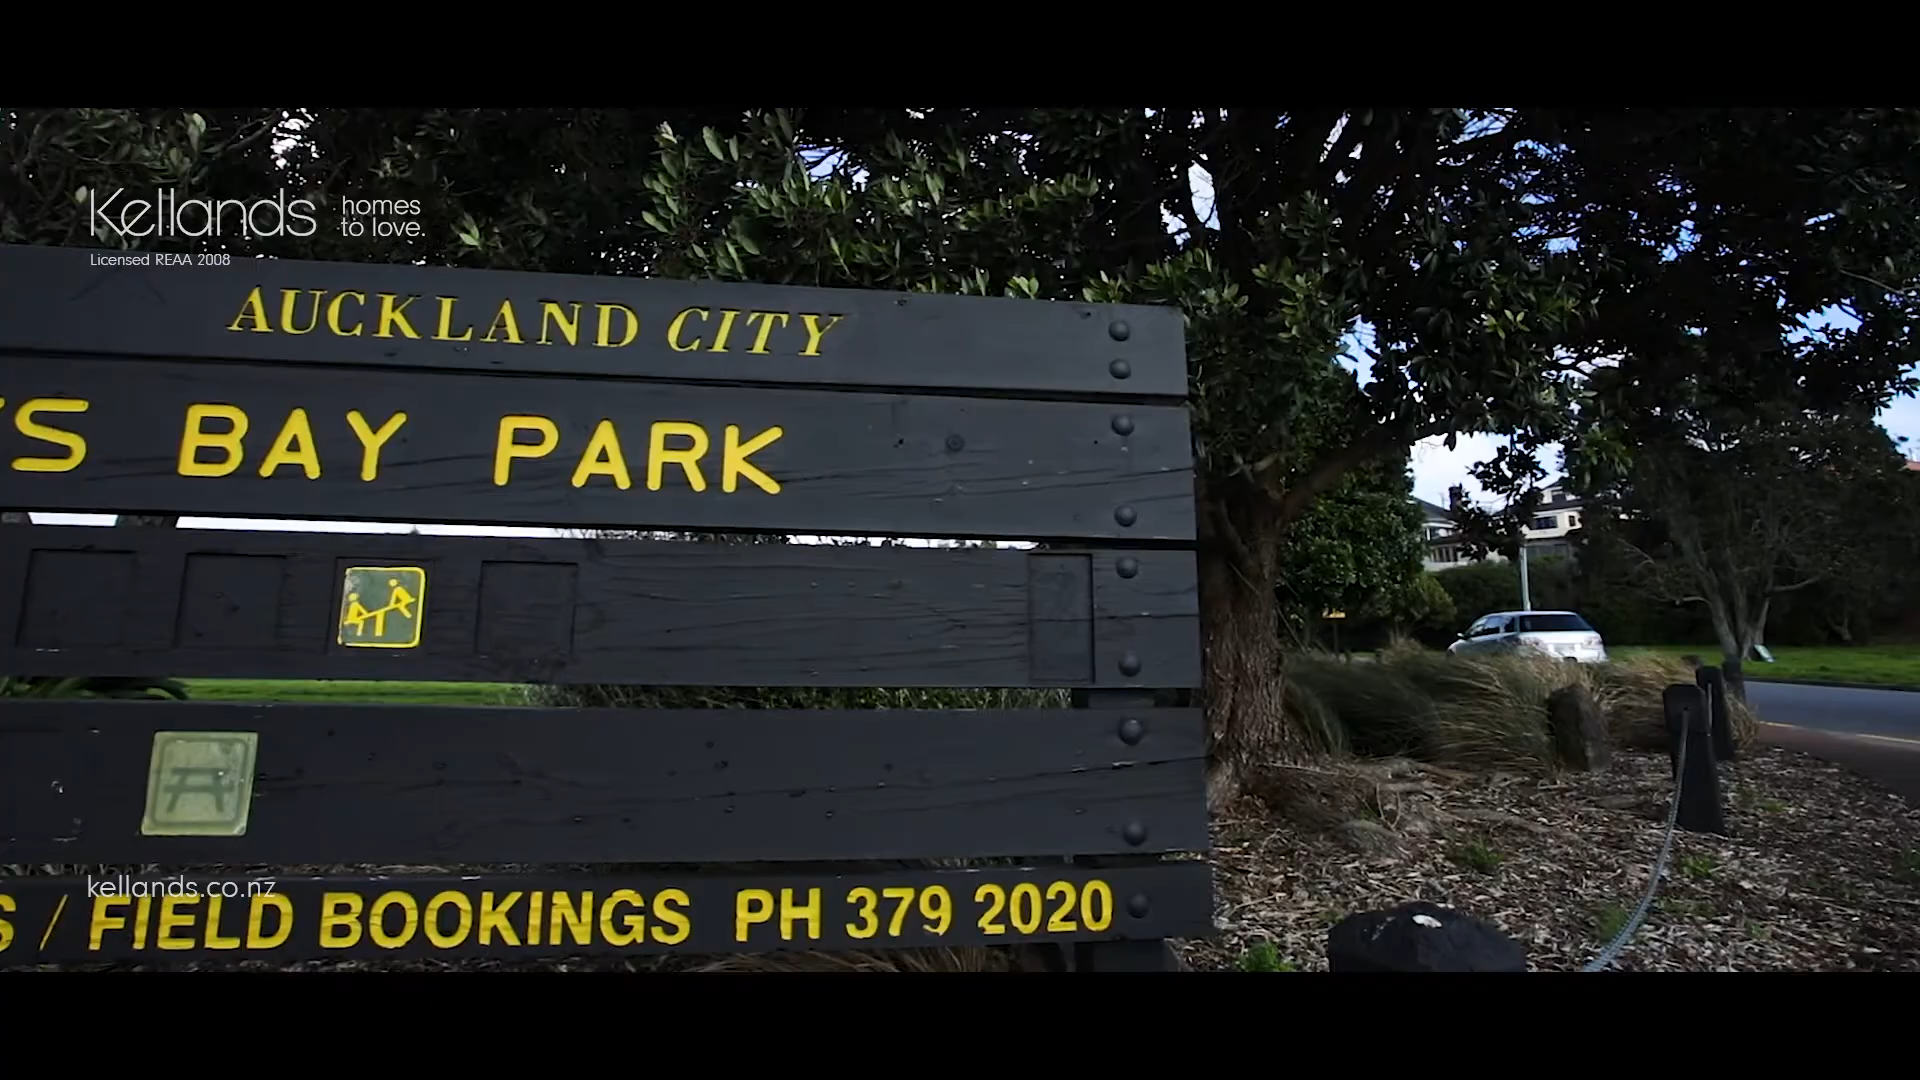 Kellands homes to love.
Licensed REAA 2008
AUCKLAND CITY
'S BAY PARK
kellands.co.nz
S / FIELD BOOKINGS PH 379 2020